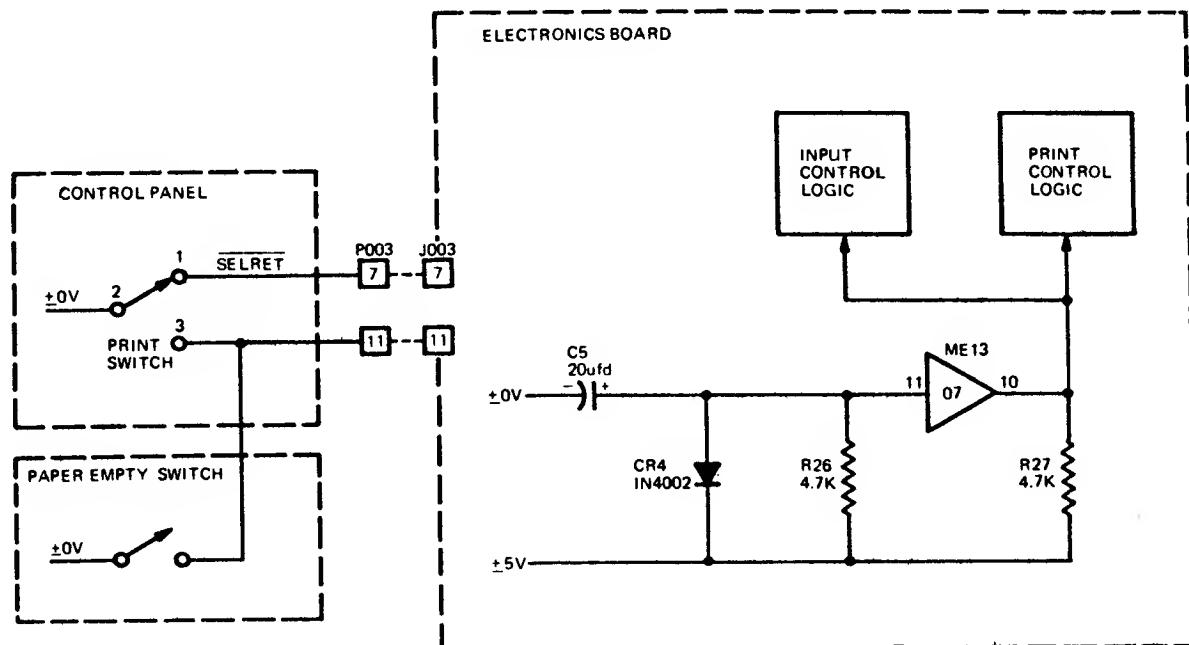 ELECTRONICS BOARD
INPUT
CONTROL
LOGIC
PRINT
CONTROL
LOGIC
CONTROL PANEL
1
SELRET
P003
J003
7
7
±0V
2
3
PRINT
SWITCH
11
11
C5
20ufd
±0V
-
+
ME13
11
07
10
CR4
IN4002
R26
4.7K
R27
4.7K
±5V
PAPER EMPTY SWITCH
±0V